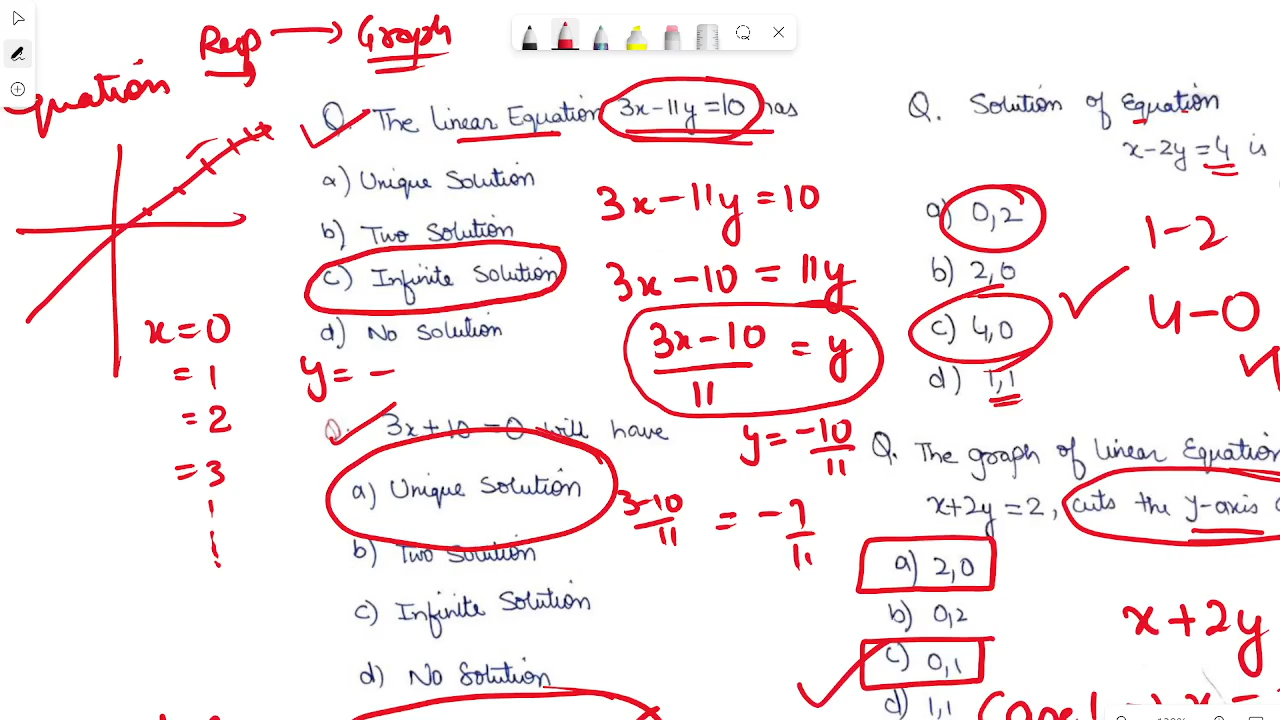 Rep → Graph
equation
Q. The Linear Equation 3x-11y=10 has
a) Unique Solution
b) Two Solution
c) Infinite Solution
d) No Solution
x=0
=1
=2
=3
y= -
3x-11y=10
3x-10 = 11y
3x-10/11 = y
y= -10/11
3-10/11 = -7/11
Q. 3x+10=0 will have
a) Unique Solution
b) Two Solution
c) Infinite Solution
d) No Solution
Q. Solution of Equation
x-2y=4 is
a) 0,2
b) 2,0
c) 4,0
d) 1,1
1-2
4-0
Q. The graph of linear Equation
x+2y=2, cuts the y-axis
a) 2,0
b) 0,2
c) 0,1
d) 1,1
x+2y